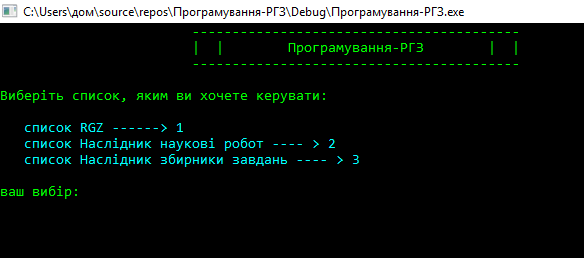 C:\Users\дом\source\repos\Програмування-РГЗ\Debug\Програмування-РГЗ.exe
-----------------------------------------
| | Програмування-РГЗ | |
-----------------------------------------
Виберіть список, яким ви хочете керувати:
список RGZ ------> 1
список Наслідник наукові робот ---- > 2
список Наслідник збирники завдань ---- > 3
ваш вибір: